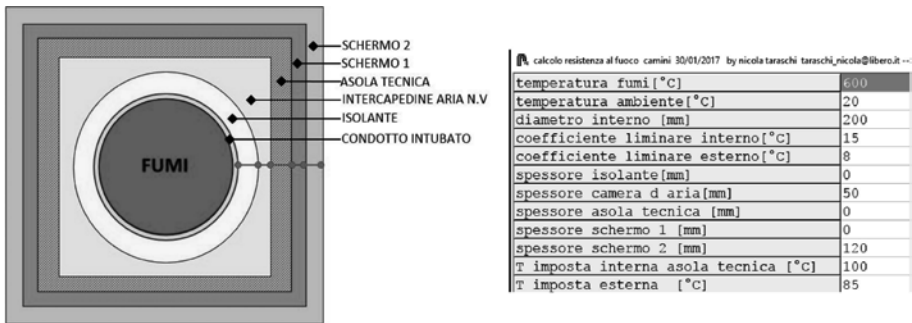 SCHERMO 2
SCHERMO 1
ASOLA TECNICA
INTERCAPEDINE ARIA N.V
ISOLANTE
CONDOTTO INTUBATO
FUMI
calcolo resistenza al fuoco camini 30/01/2017 by nicola taraschi taraschi_nicola@libero.it --
temperatura fumi[°C] 600
temperatura ambiente[°C] 20
diametro interno [mm] 200
coefficiente liminare interno[°C] 15
coefficiente liminare esterno[°C] 8
spessore isolante[mm] 0
spessore camera d aria[mm] 50
spessore asola tecnica [mm] 0
spessore schermo 1 [mm] 0
spessore schermo 2 [mm] 120
T imposta interna asola tecnica [°C] 100
T imposta esterna [°C] 85